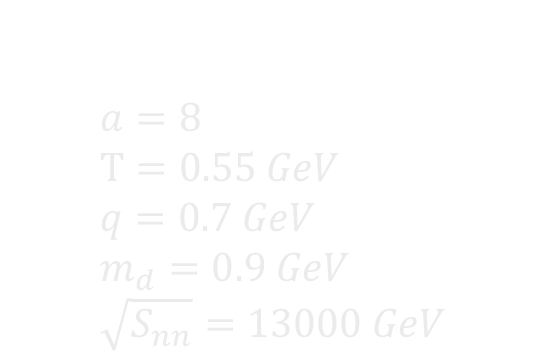 a = 8
T = 0.55 GeV
q = 0.7 GeV
m_d = 0.9 GeV
√S_nn = 13000 GeV